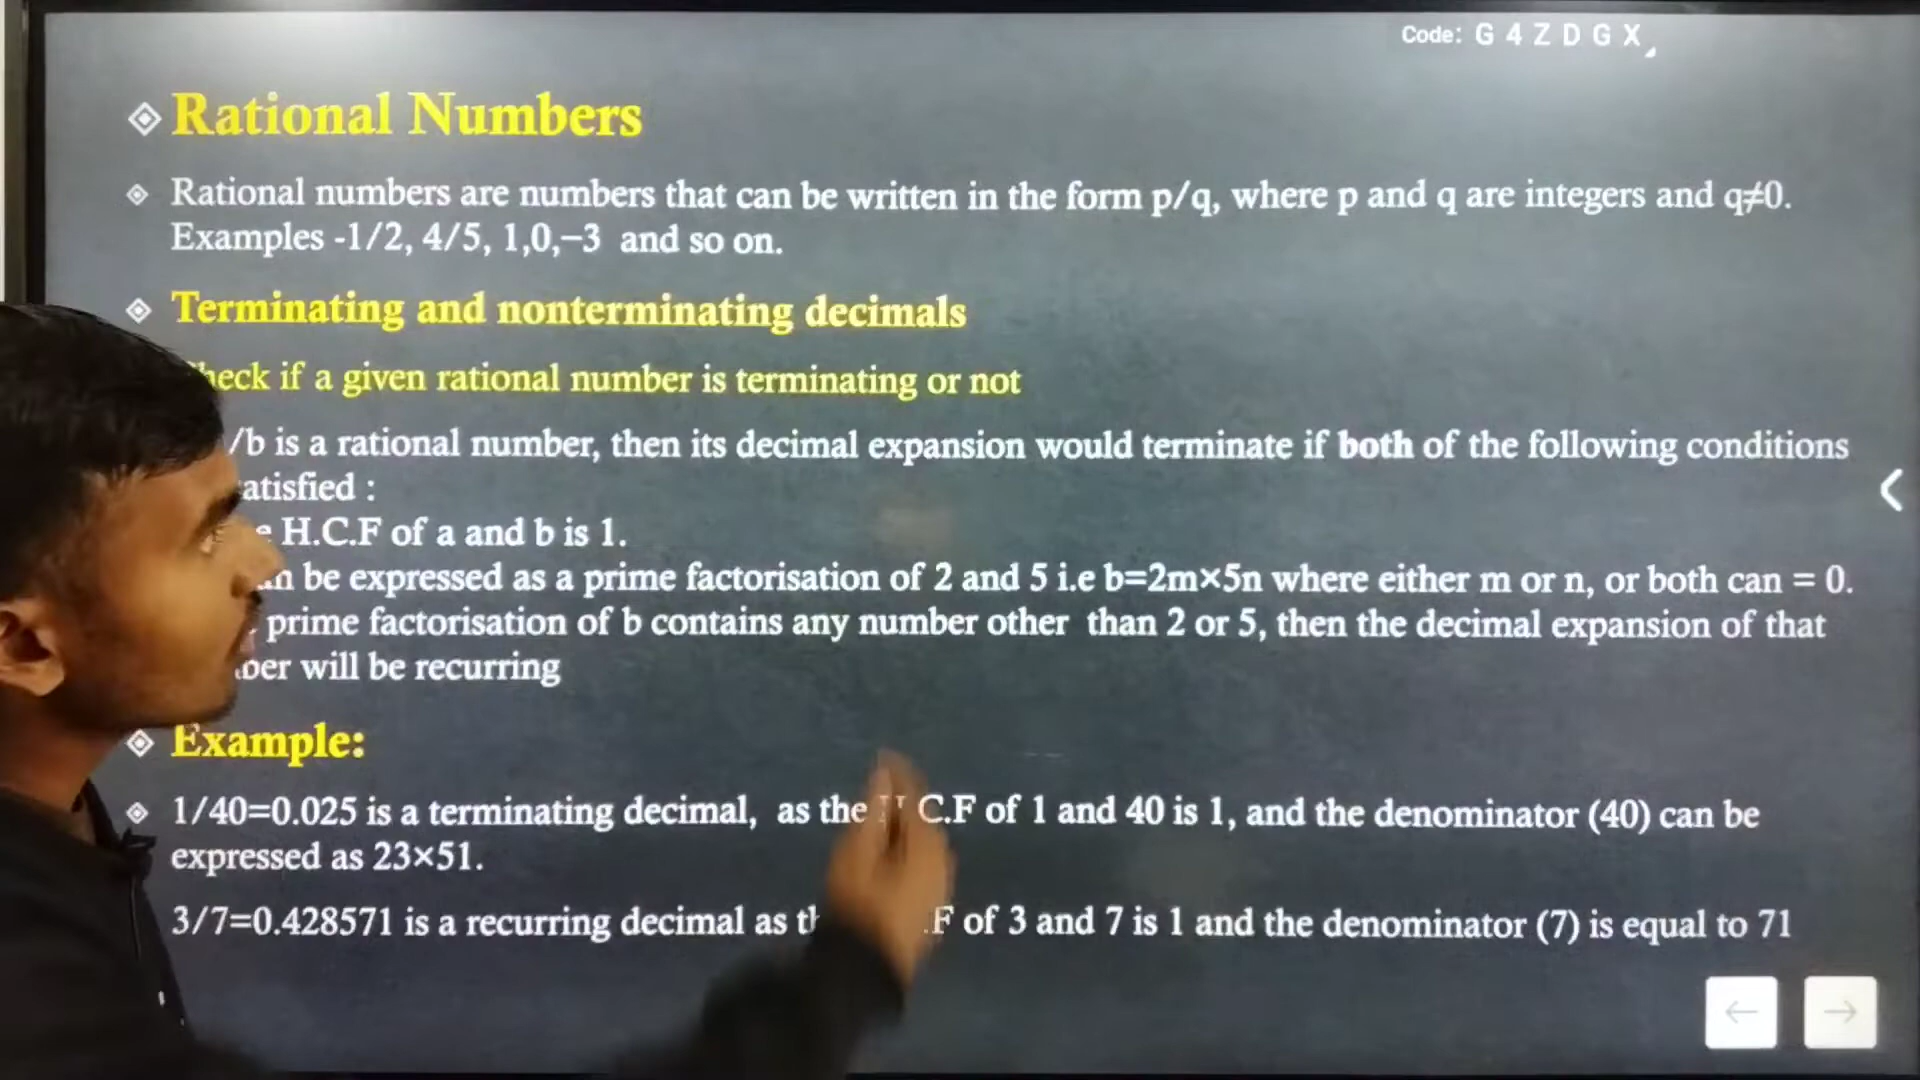 Code: G 4 Z D G X
Rational Numbers
Rational numbers are numbers that can be written in the form p/q, where p and q are integers and q≠0.
Examples -1/2, 4/5, 1,0,−3 and so on.
Terminating and nonterminating decimals
if a given rational number is terminating or not
/b is a rational number, then its decimal expansion would terminate if both of the following conditions
:
H.C.F of a and b is 1.
be expressed as a prime factorisation of 2 and 5 i.e b=2m×5n where either m or n, or both can = 0.
prime factorisation of b contains any number other than 2 or 5, then the decimal expansion of that
will be recurring
Example:
1/40=0.025 is a terminating decimal, as the C.F of 1 and 40 is 1, and the denominator (40) can be
expressed as 23×51.
3/7=0.428571 is a recurring decimal as .F of 3 and 7 is 1 and the denominator (7) is equal to 71